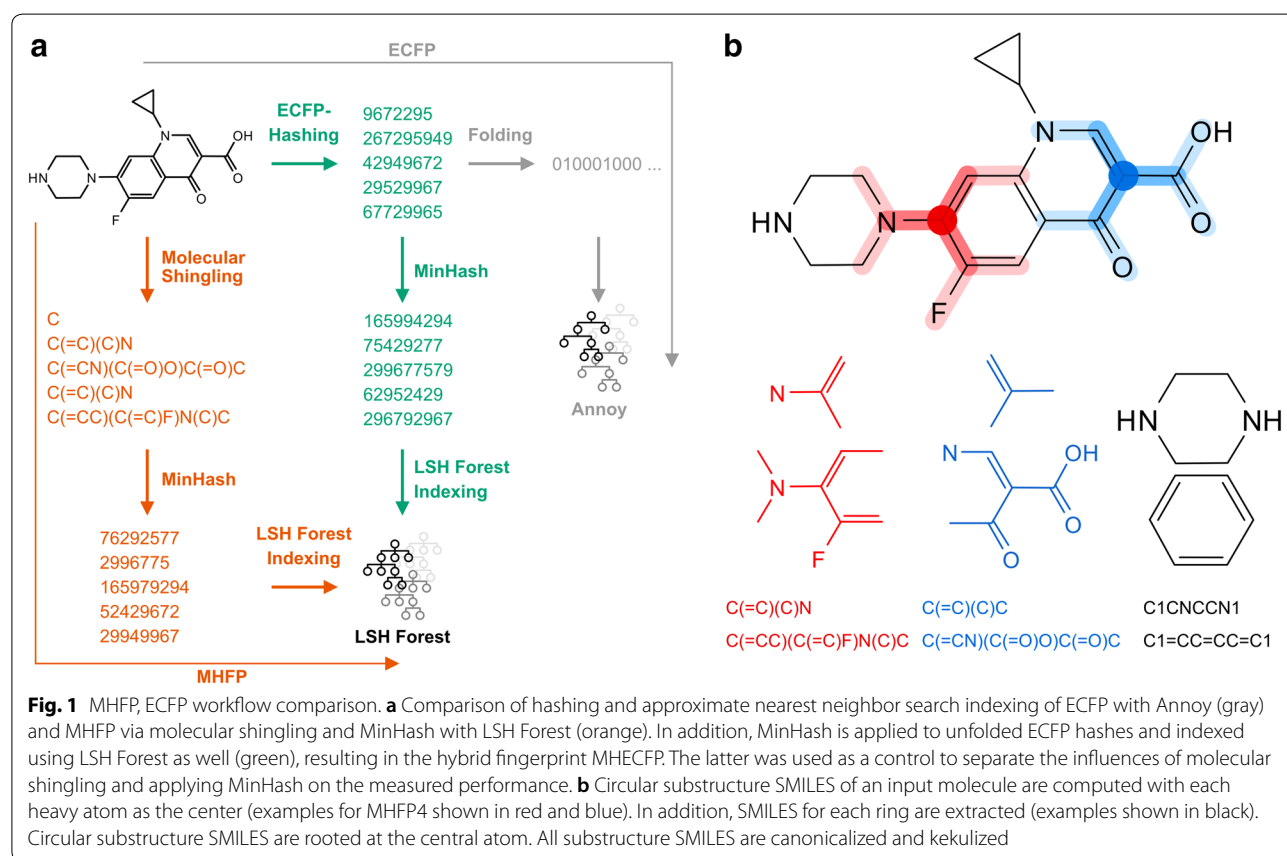 a
ECFP
ECFP-
Hashing
9672295
267295949
42949672
29529967
67729965
Folding
010001000 ...
N
OH
O
O
F
N
HN
Molecular
Shingling
MinHash
C
C(=C)(C)N
C(=CN)(C(=O)O)C(=O)C
C(=C)(C)N
C(=CC)(C(=C)F)N(C)C
165994294
75429277
299677579
62952429
296792967
Annoy
MinHash
LSH Forest
Indexing
76292577
2996775
165979294
52429672
29949967
LSH Forest
Indexing
LSH Forest
MHFP
b
N
OH
O
O
F
N
HN
N
N
F
N
OH
O
O
HN
NH
C(=C)(C)N
C(=CC)(C(=C)F)N(C)C
C(=C)(C)C
C(=CN)(C(=O)O)C(=O)C
C1CNCCN1
C1=CC=CC=C1
Fig. 1 MHFP, ECFP workflow comparison. a Comparison of hashing and approximate nearest neighbor search indexing of ECFP with Annoy (gray)
and MHFP via molecular shingling and MinHash with LSH Forest (orange). In addition, MinHash is applied to unfolded ECFP hashes and indexed
using LSH Forest as well (green), resulting in the hybrid fingerprint MHECFP. The latter was used as a control to separate the influences of molecular
shingling and applying MinHash on the measured performance. b Circular substructure SMILES of an input molecule are computed with each
heavy atom as the center (examples for MHFP4 shown in red and blue). In addition, SMILES for each ring are extracted (examples shown in black).
Circular substructure SMILES are rooted at the central atom. All substructure SMILES are canonicalized and kekulized